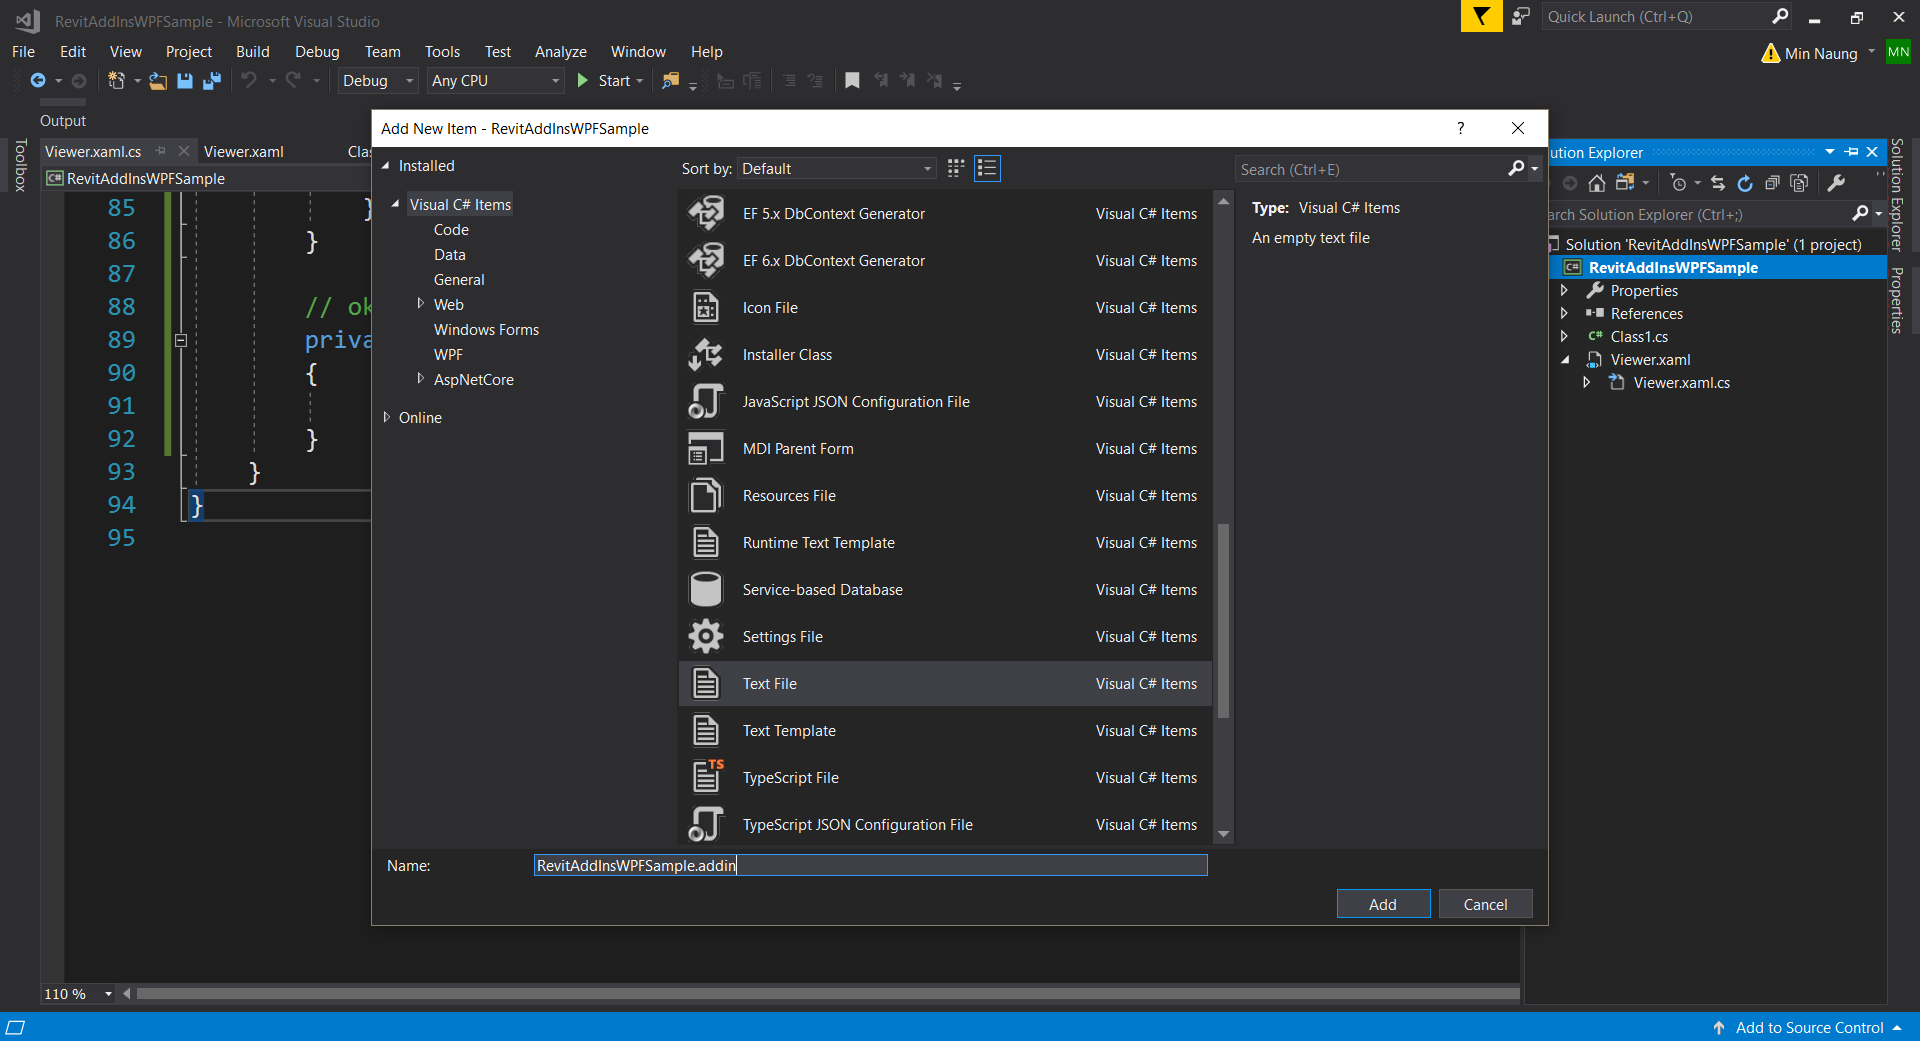 RevitAddInsWPFSample - Microsoft Visual Studio
Quick Launch (Ctrl+Q)
File Edit View Project Build Debug Team Tools Test Analyze Window Help
Min Naung MN
Debug Any CPU Start
Output
Toolbox
Viewer.xaml.cs Viewer.xaml Clas
C# RevitAddInsWPFSample
85 }
86 }
87
88 // ok
89 priva
90 {
91
92 }
93 }
94 }
95
110 %
Add New Item - RevitAddInsWPFSample ?
Installed
Visual C# Items
Code
Data
General
Web
Windows Forms
WPF
AspNetCore
Online
Sort by: Default
Search (Ctrl+E)
EF 5.x DbContext Generator Visual C# Items
EF 6.x DbContext Generator Visual C# Items
Icon File Visual C# Items
Installer Class Visual C# Items
JavaScript JSON Configuration File Visual C# Items
MDI Parent Form Visual C# Items
Resources File Visual C# Items
Runtime Text Template Visual C# Items
Service-based Database Visual C# Items
Settings File Visual C# Items
Text File Visual C# Items
Text Template Visual C# Items
TS TypeScript File Visual C# Items
TypeScript JSON Configuration File Visual C# Items
Type: Visual C# Items
An empty text file
Name: RevitAddInsWPFSample.addin
Add Cancel
ution Explorer
rch Solution Explorer (Ctrl+;)
Solution 'RevitAddInsWPFSample' (1 project)
C# RevitAddInsWPFSample
Properties
References
C# Class1.cs
Viewer.xaml
Viewer.xaml.cs
Solution Explorer
Properties
Add to Source Control